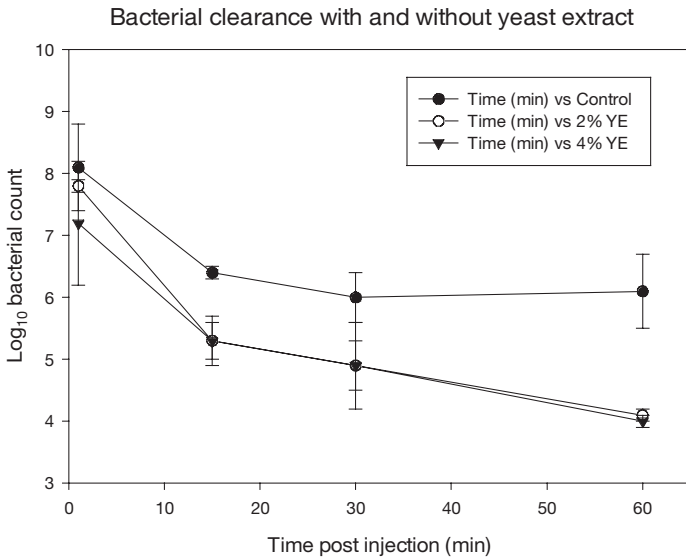 Bacterial clearance with and without yeast extract
Time (min) vs Control
Time (min) vs 2% YE
Time (min) vs 4% YE
Log₁₀ bacterial count
10
9
8
7
6
5
4
3
0 10 20 30 40 50 60
Time post injection (min)